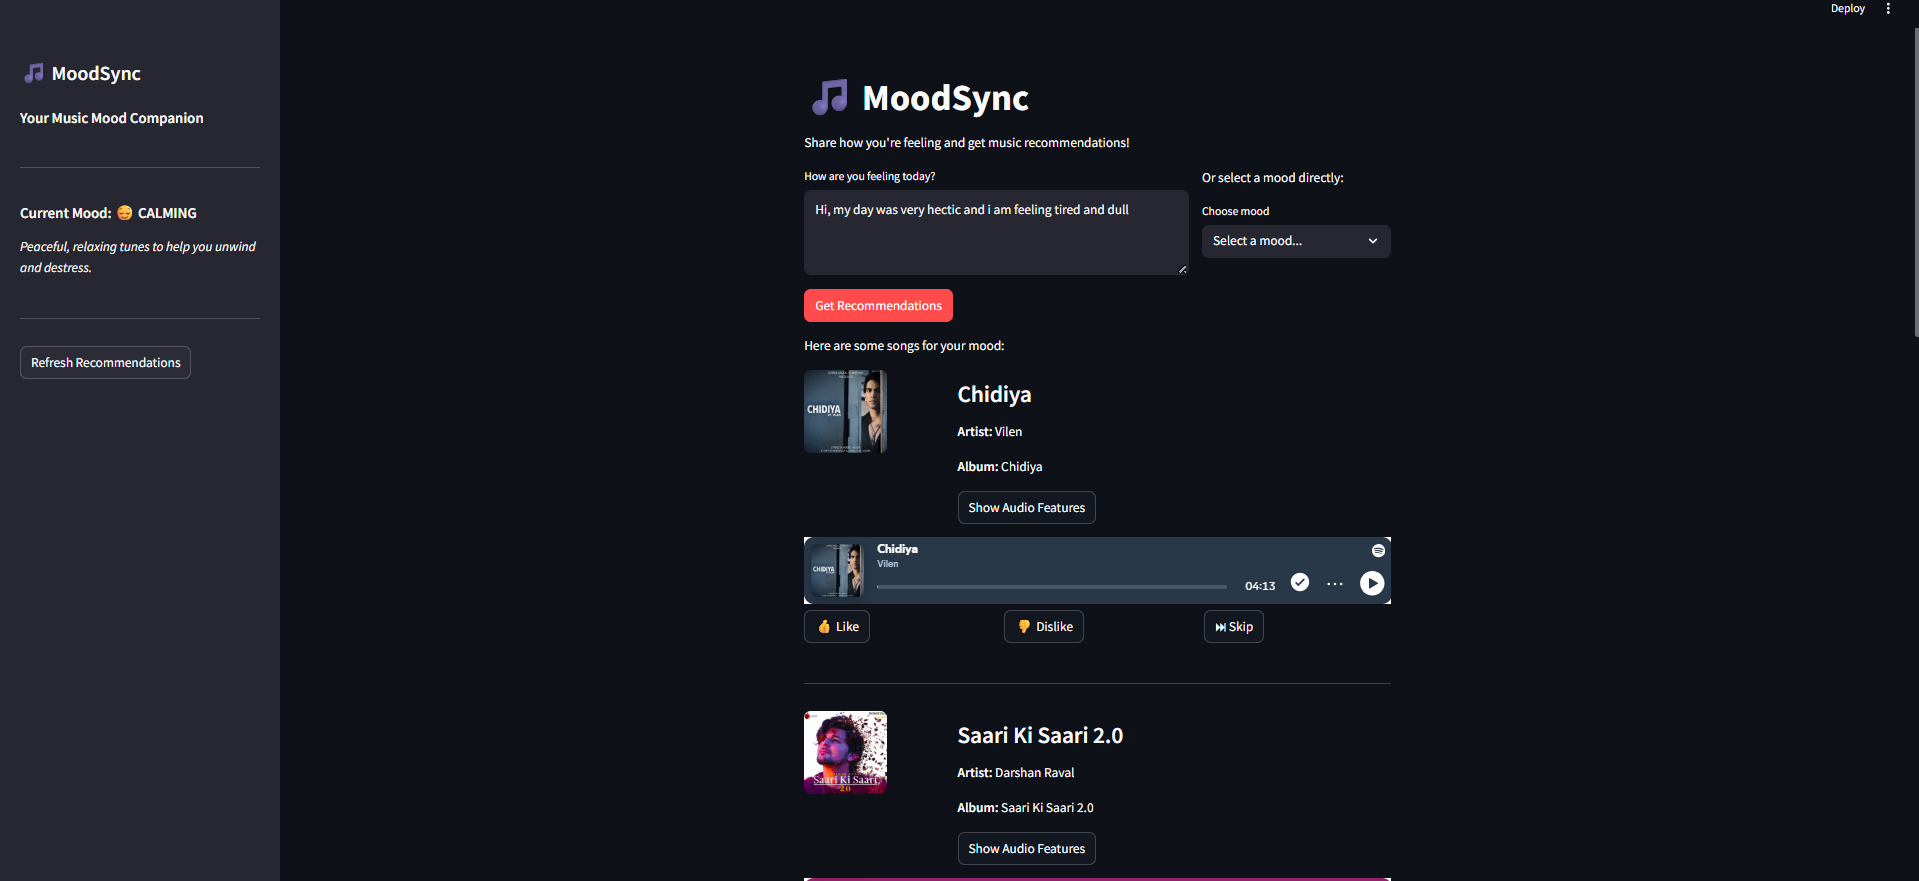 Deploy
MoodSync
Your Music Mood Companion
Current Mood: 😌 CALMING
Peaceful, relaxing tunes to help you unwind
and destress.
Refresh Recommendations
MoodSync
Share how you're feeling and get music recommendations!
How are you feeling today?
Hi, my day was very hectic and i am feeling tired and dull
Or select a mood directly:
Choose mood
Select a mood...
Get Recommendations
Here are some songs for your mood:
CHIDIYA
Chidiya
Artist: Vilen
Album: Chidiya
Show Audio Features
CHIDIYA
Chidiya
Vilen
04:13
👍 Like
👎 Dislike
⏭ Skip
Saari Ki Saari
2.0
Saari Ki Saari 2.0
Artist: Darshan Raval
Album: Saari Ki Saari 2.0
Show Audio Features